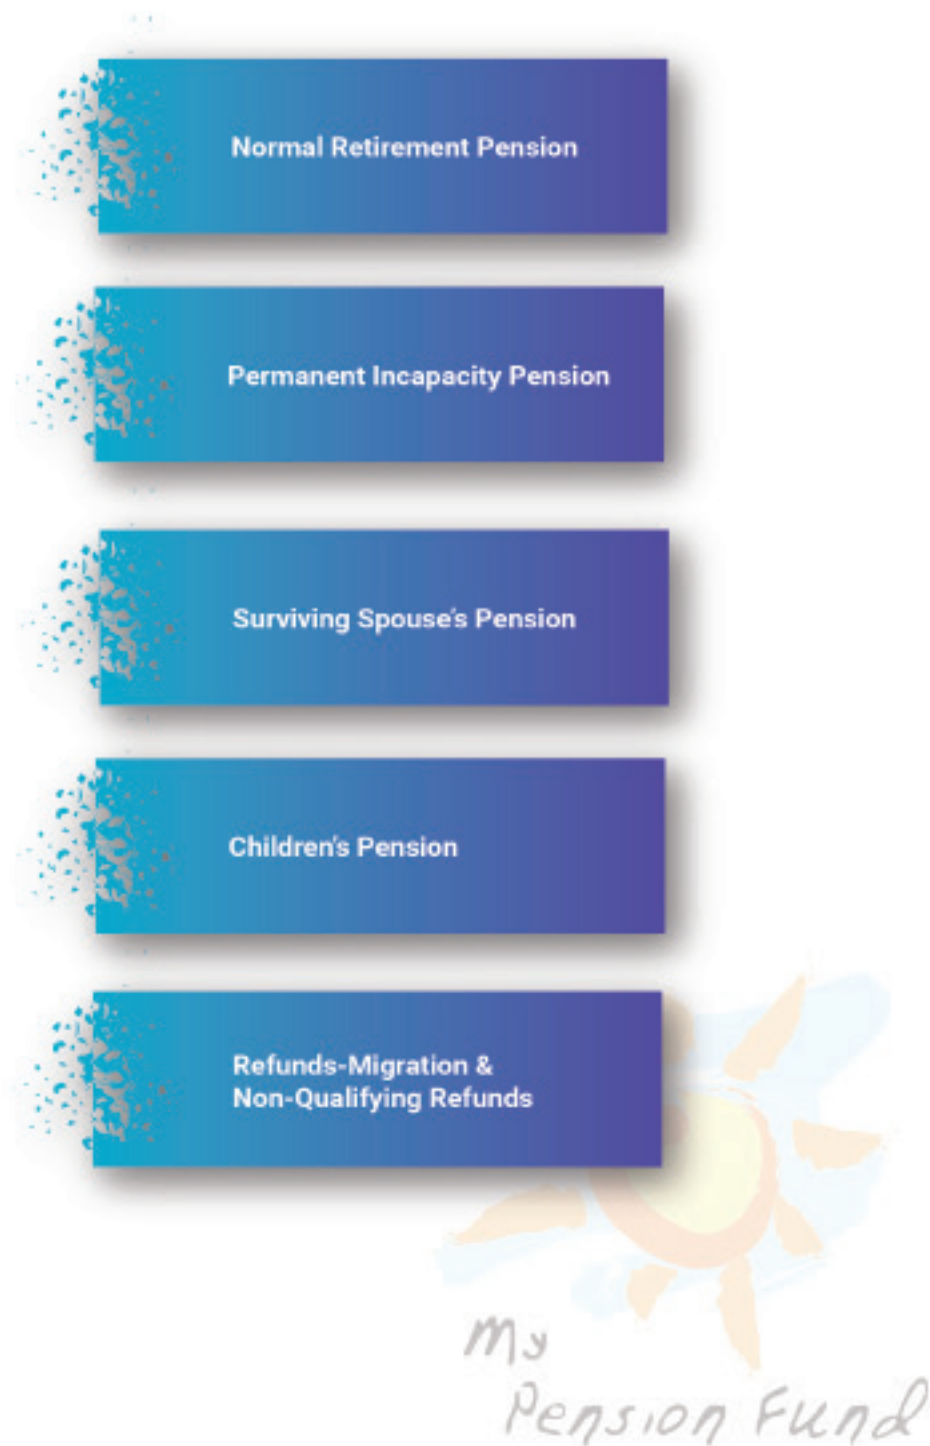 Normal Retirement Pension
Permanent Incapacity Pension
Surviving Spouse's Pension
Children's Pension
Refunds-Migration &
Non-Qualifying Refunds
My
Pension Fund